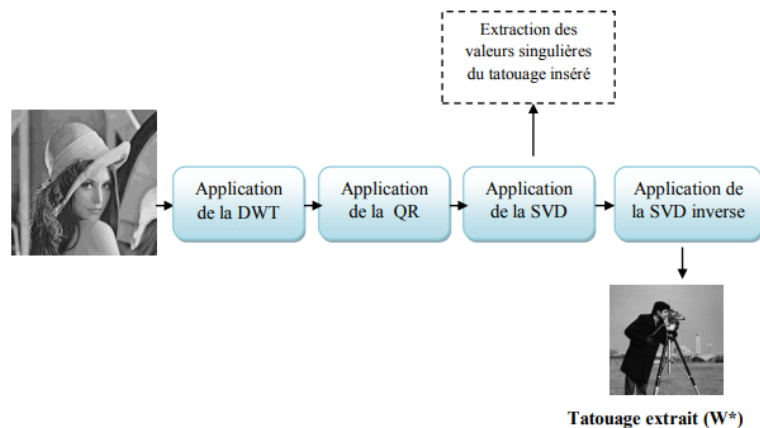 Extraction des
valeurs singulières
du tatouage inséré
Application
de la DWT
Application
de la QR
Application
de la SVD
Application de
la SVD inverse
Tatouage extrait (W*)